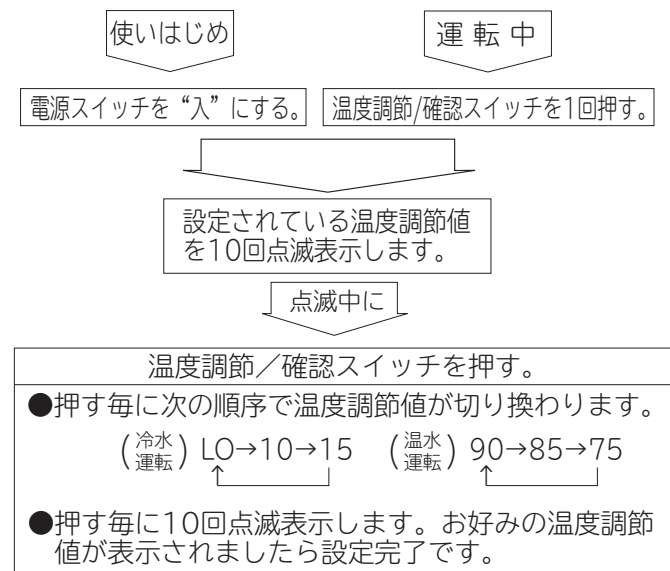 使いはじめ
運 転 中
電源スイッチを“入”にする。
温度調節/確認スイッチを1回押す。
設定されている温度調節値
を10回点滅表示します。
点滅中に
温度調節／確認スイッチを押す。
●押す毎に次の順序で温度調節値が切り換わります。
(冷水運転) LO→10→15 (温水運転) 90→85→75
●押す毎に10回点滅表示します。お好みの温度調節
値が表示されましたら設定完了です。